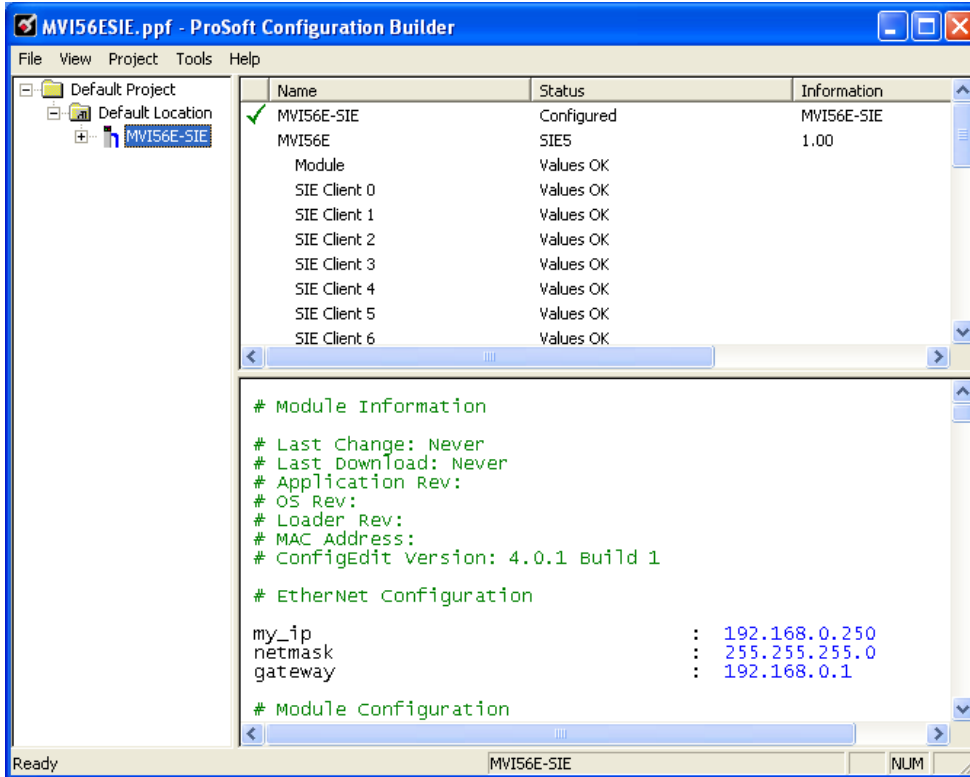 MVI56ESIE.ppf - ProSoft Configuration Builder
File View Project Tools Help
Default Project
Default Location
MVI56E-SIE
Name Status Information
MVI56E-SIE Configured MVI56E-SIE
MVI56E SIE5 1.00
Module Values OK
SIE Client 0 Values OK
SIE Client 1 Values OK
SIE Client 2 Values OK
SIE Client 3 Values OK
SIE Client 4 Values OK
SIE Client 5 Values OK
SIE Client 6 Values OK
# Module Information
# Last Change: Never
# Last Download: Never
# Application Rev:
# OS Rev:
# Loader Rev:
# MAC Address:
# ConfigEdit Version: 4.0.1 Build 1
# EtherNet Configuration
my_ip : 192.168.0.250
netmask : 255.255.255.0
gateway : 192.168.0.1
# Module Configuration
Ready MVI56E-SIE NUM